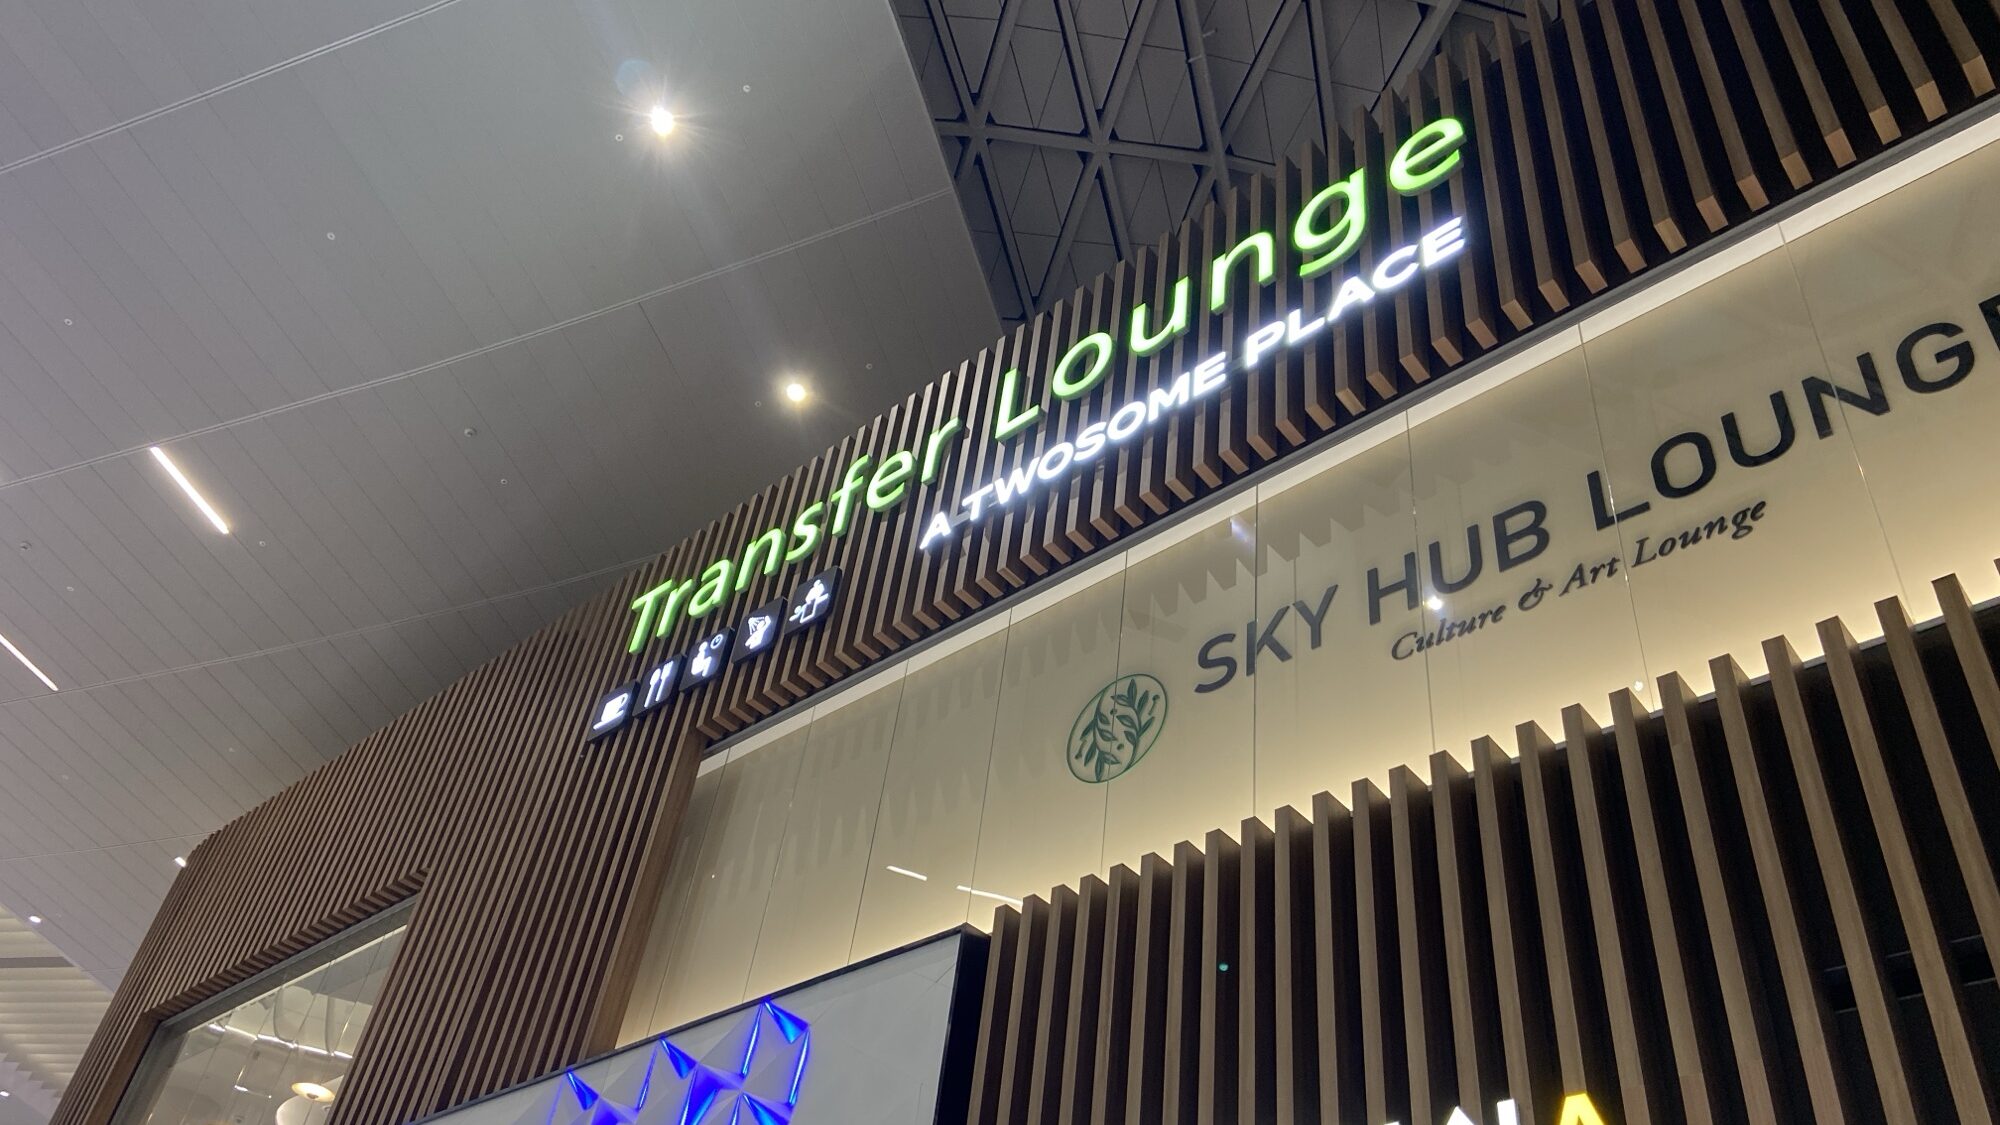 Transfer Lounge
A TWOSOME PLACE
SKY HUB LOUNGE
Culture & Art Lounge